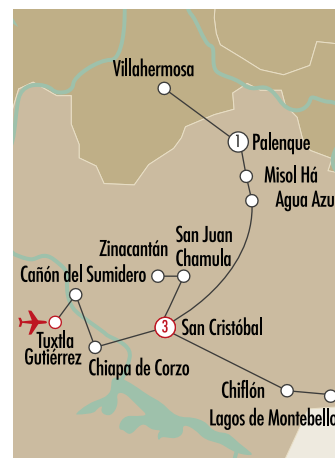 Villahermosa
1
Palenque
Misol Há
Agua Azu
San Juan
Chamula
Zinacantán
Cañón del Sumidero
3
San Cristóbal
Tuxtla
Gutiérrez
Chiapa de Corzo
Chiflón
Lagos de Montebello